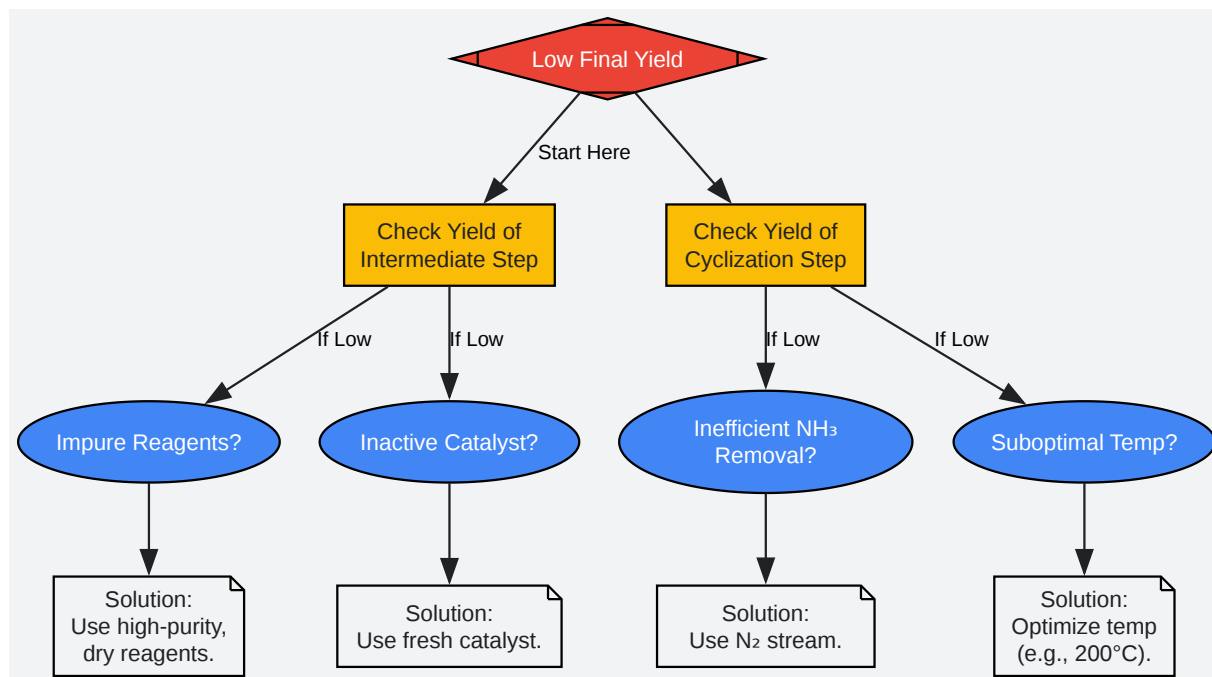 Low Final Yield
Start Here
Check Yield of
Intermediate Step
Check Yield of
Cyclization Step
If Low
If Low
If Low
If Low
Impure Reagents?
Inactive Catalyst?
Inefficient NH₃
Removal?
Suboptimal Temp?
Solution:
Use high-purity,
dry reagents.
Solution:
Use fresh catalyst.
Solution:
Use N₂ stream.
Solution:
Optimize temp
(e.g., 200°C).